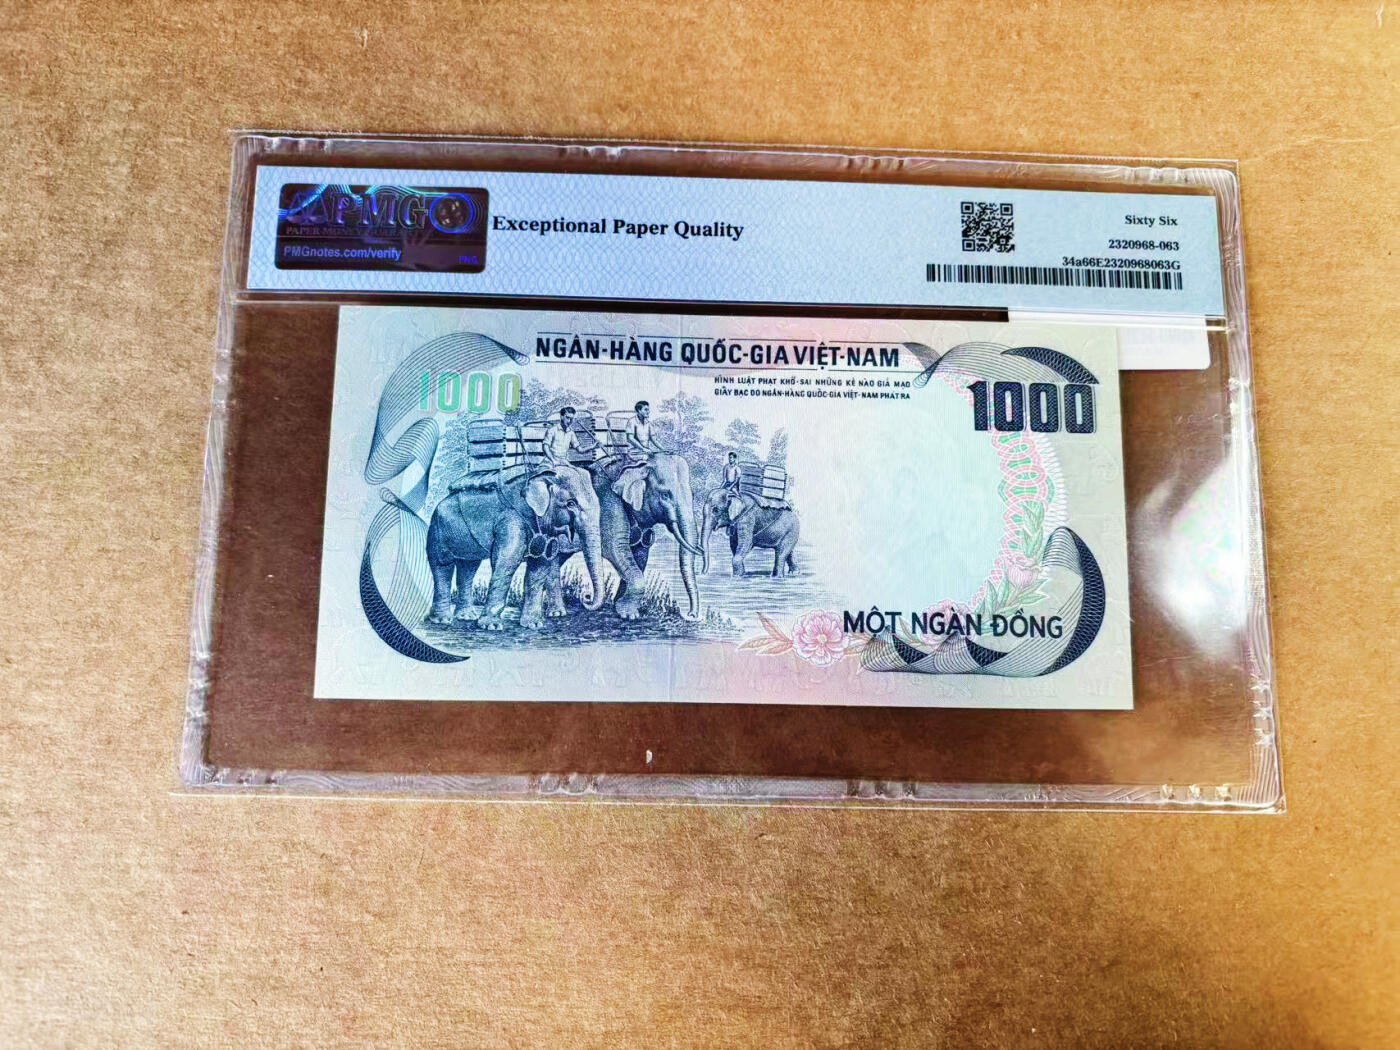 PMG
PAPER MONEY GUARANTY
PMGnotes.com/verify
PMG
Exceptional Paper Quality
Sixty Six
2320968-063
34a66E2320968063G
NGÂN-HÀNG QUỐC-GIA VIỆT-NAM
HÌNH LUẬT PHẠT KHỔ-SAI NHỮNG KẺ NÀO GIẢ MẠO
GIẤY BẠC DO NGÂN-HÀNG QUỐC-GIA VIỆT-NAM PHÁT RA
1000
1000
MỘT NGÀN ĐỒNG